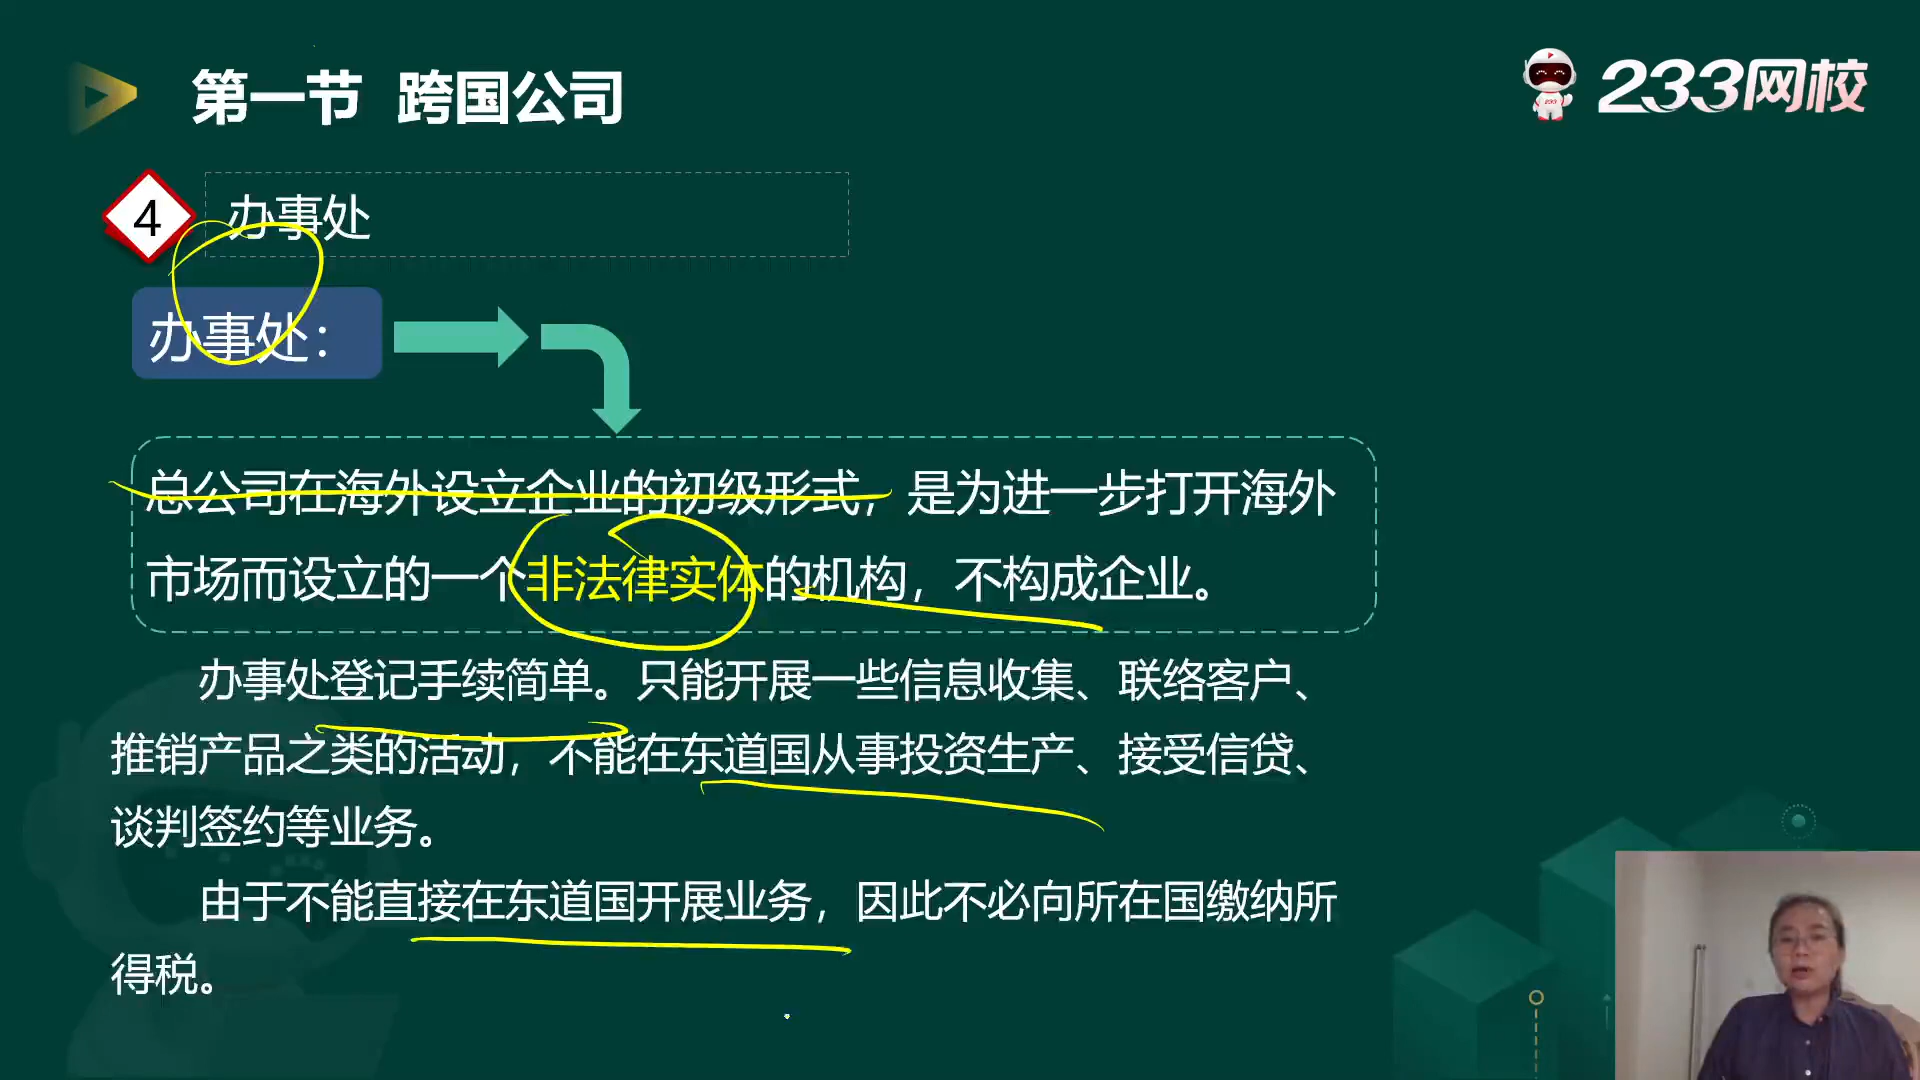 第一节 跨国公司
233网校
4
办事处
办事处：
总公司在海外设立企业的初级形式，是为进一步打开海外
市场而设立的一个非法律实体的机构，不构成企业。
办事处登记手续简单。只能开展一些信息收集、联络客户、
推销产品之类的活动，不能在东道国从事投资生产、接受信贷、
谈判签约等业务。
由于不能直接在东道国开展业务，因此不必向所在国缴纳所
得税。